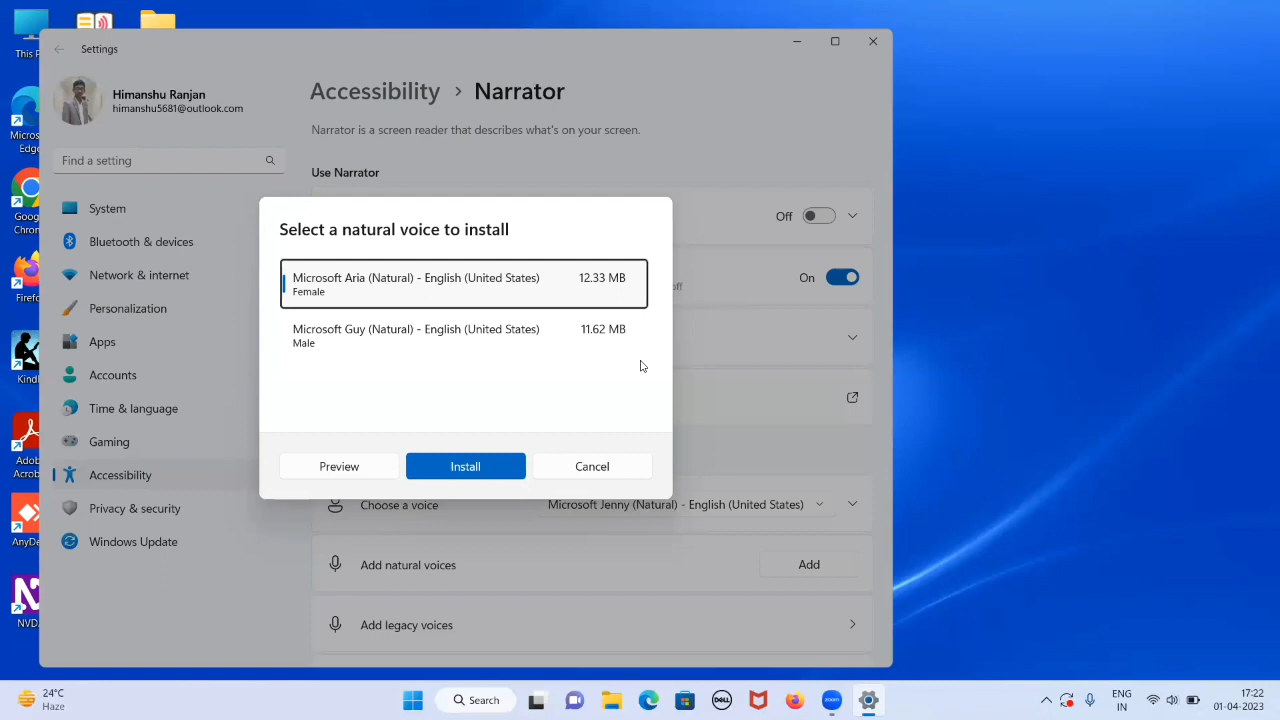 This P
Micros
Edge
Goog
Chron
Firef
Kindl
Adob
Acrob
AnyDe
NVD
Settings
Himanshu Ranjan
himanshu5681@outlook.com
Find a setting
System
Bluetooth & devices
Network & internet
Personalization
Apps
Accounts
Time & language
Gaming
Accessibility
Privacy & security
Windows Update
Accessibility > Narrator
Narrator is a screen reader that describes what's on your screen.
Use Narrator
Off
On
off
Select a natural voice to install
Microsoft Aria (Natural) - English (United States) 12.33 MB
Female
Microsoft Guy (Natural) - English (United States) 11.62 MB
Male
Preview Install Cancel
Choose a voice Microsoft Jenny (Natural) - English (United States)
Add natural voices Add
Add legacy voices
24°C
Haze
Search
DELL
zoom
ENG
IN
17:22
01-04-2023